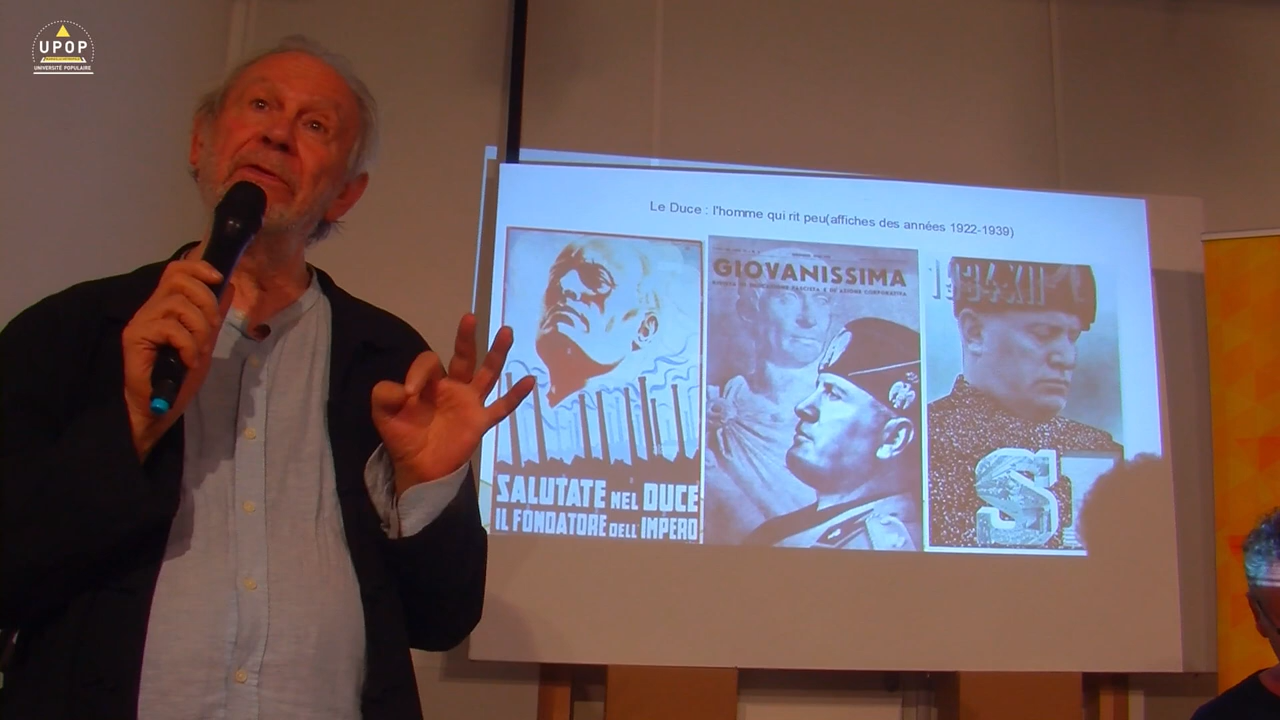 UPOP
UNIVERSITÉ POPULAIRE
Le Duce : l'homme qui rit peu(affiches des années 1922-1939)
SALUTATE NEL DUCE
IL FONDATORE DELL'IMPERO
GIOVANISSIMA
1934·XII
SI